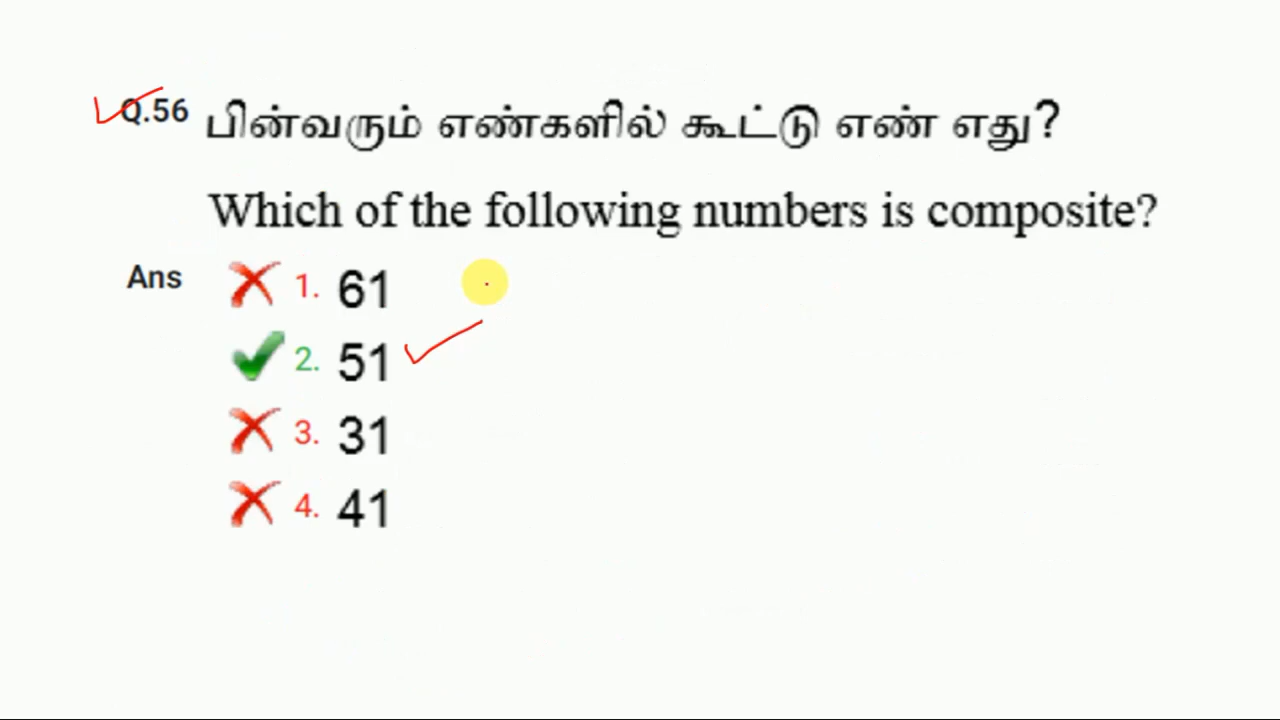 Q.56 பின்வரும் எண்களில் கூட்டு எண் எது?
Which of the following numbers is composite?
Ans 1. 61
2. 51
3. 31
4. 41